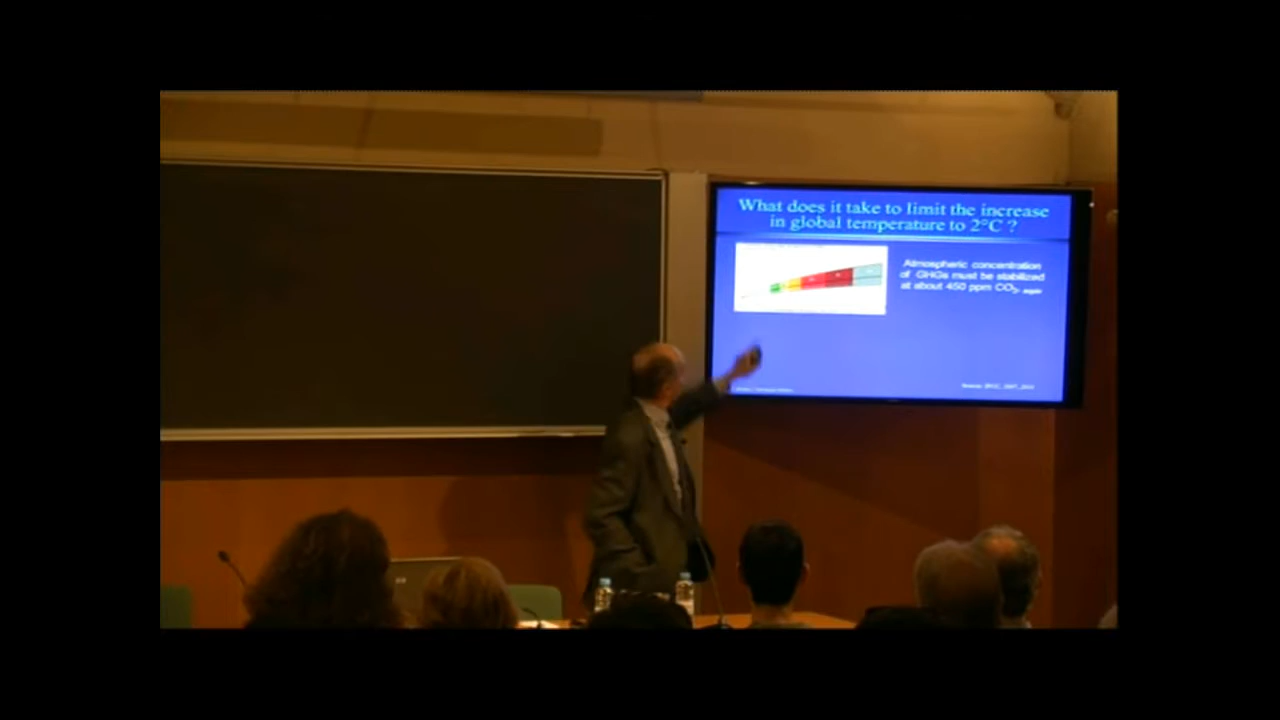 What does it take to limit the increase
in global temperature to 2°C ?
Atmospheric concentration
of GHGs must be stabilized
at about 450 ppm CO₂-